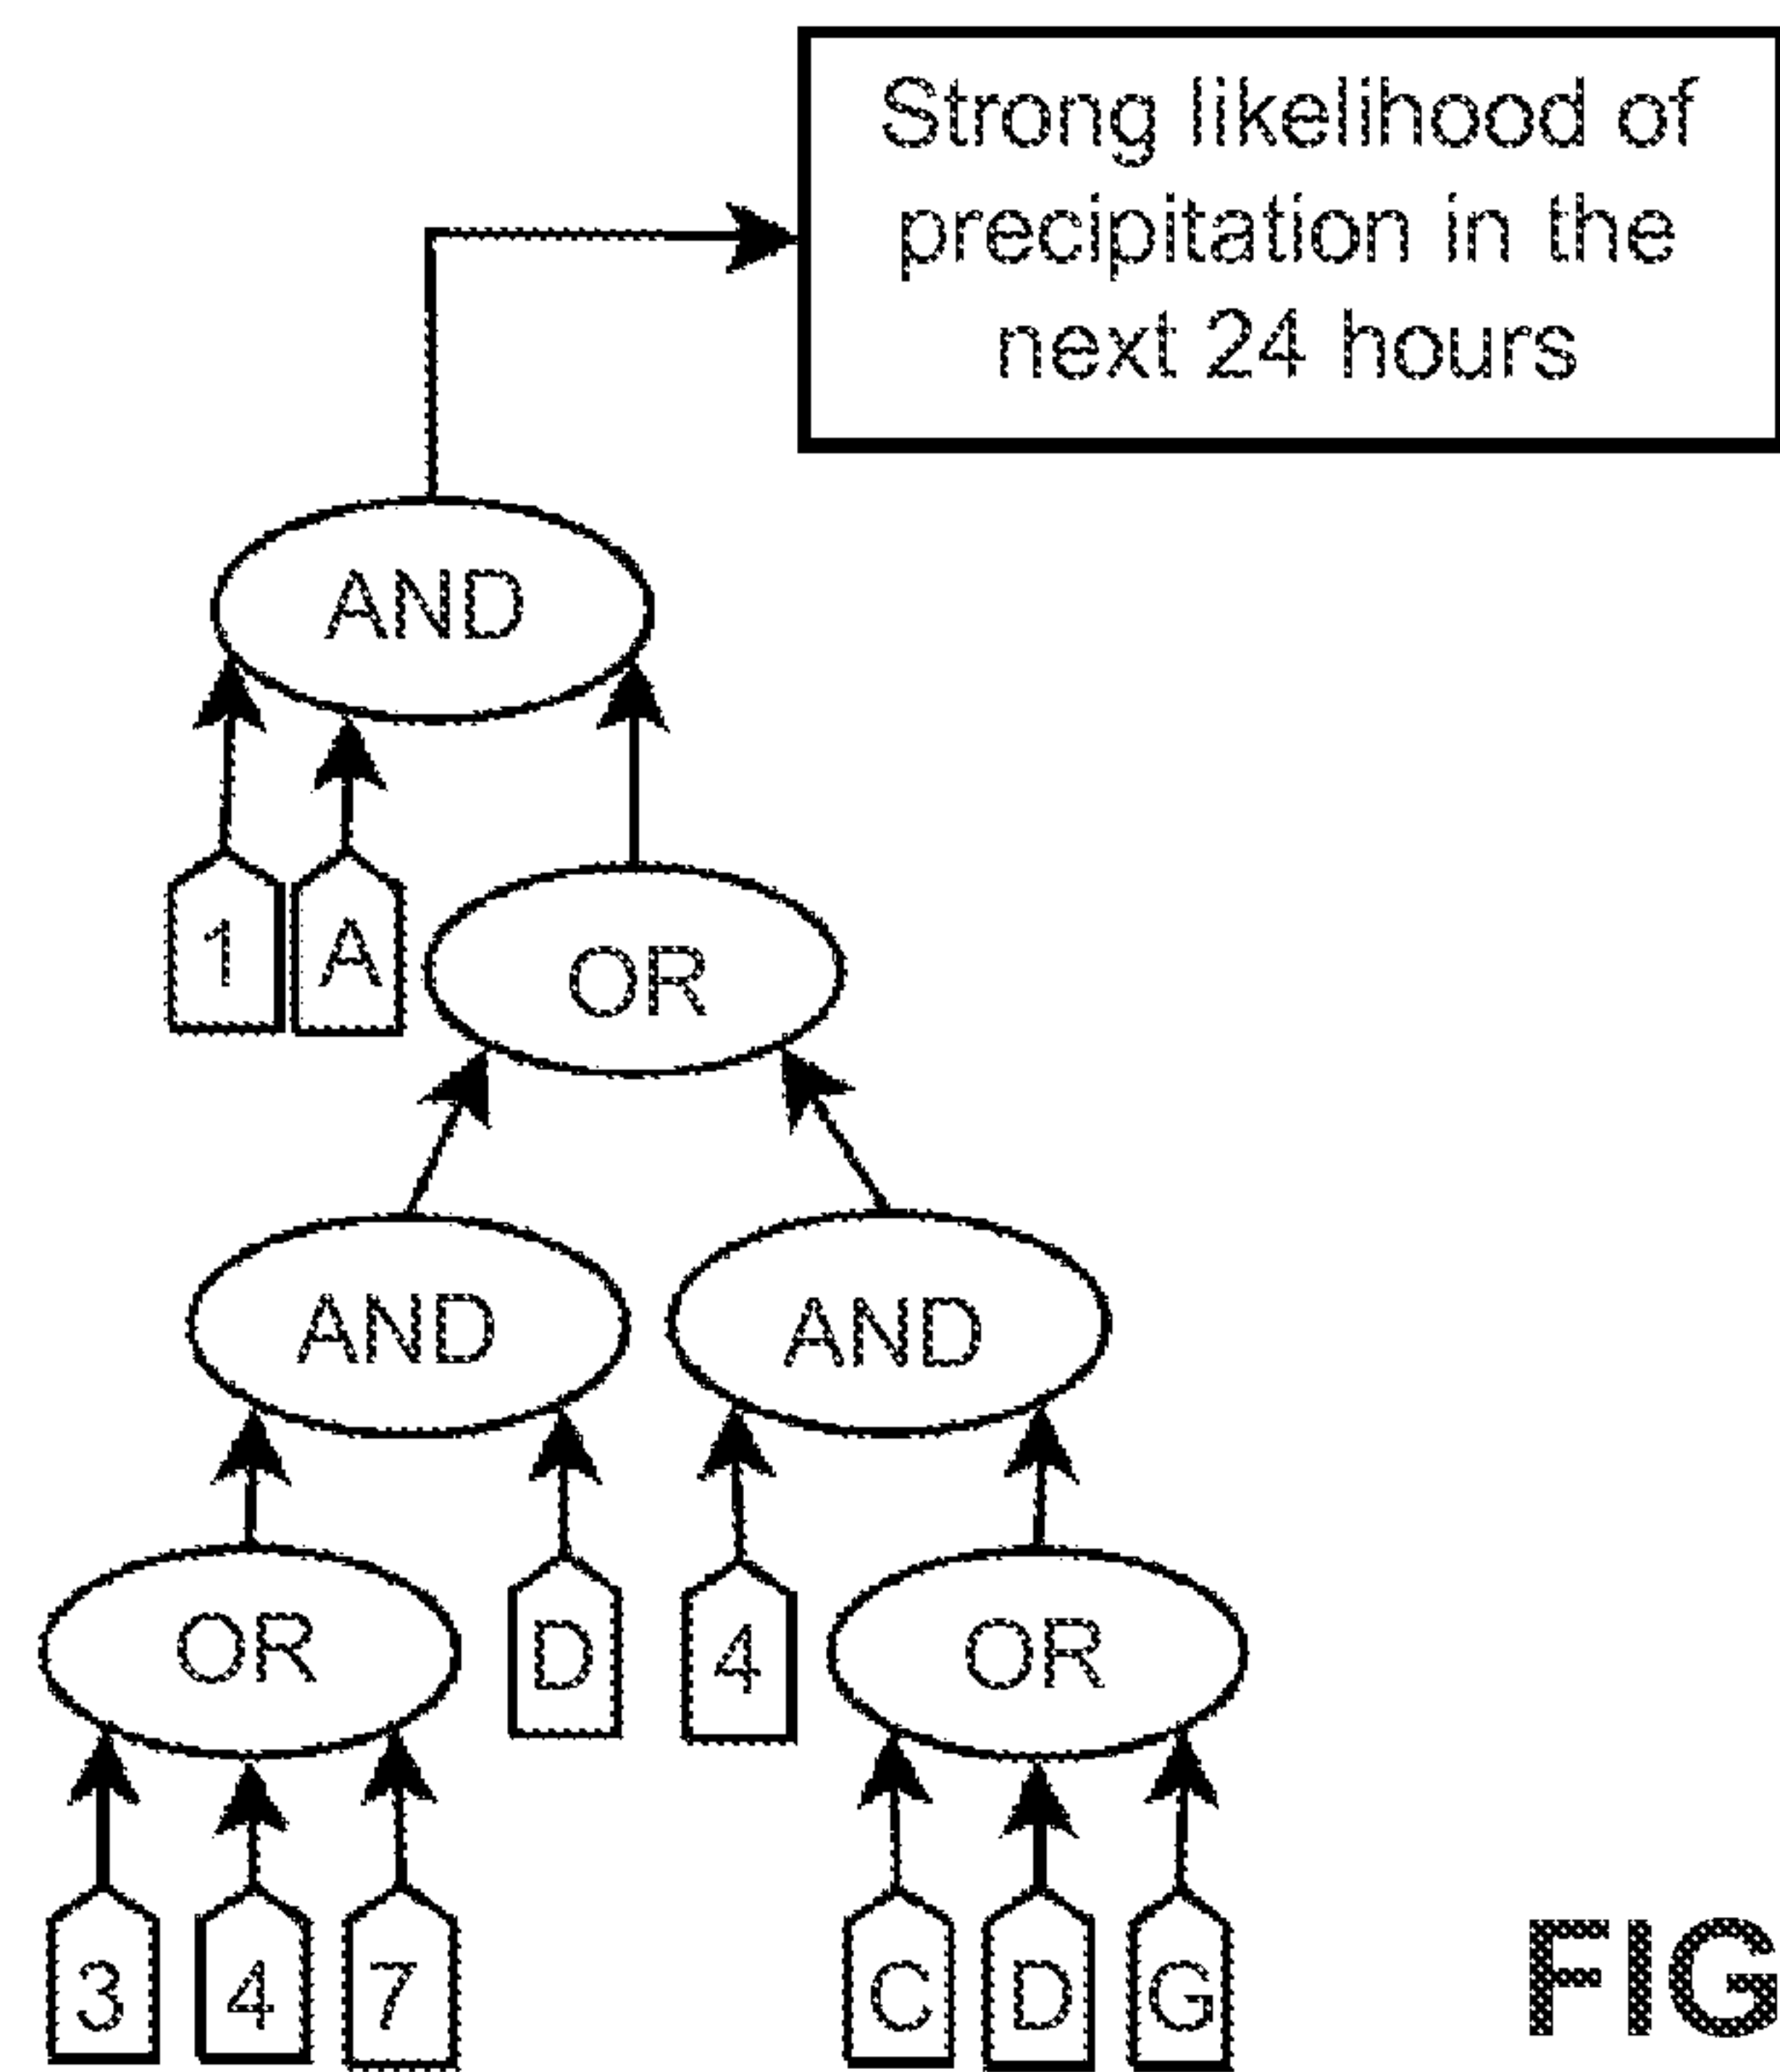 Strong likelihood of
precipitation in the
next 24 hours
AND
1 A
OR
AND AND
OR D 4 OR
3 4 7 C D G
FIG